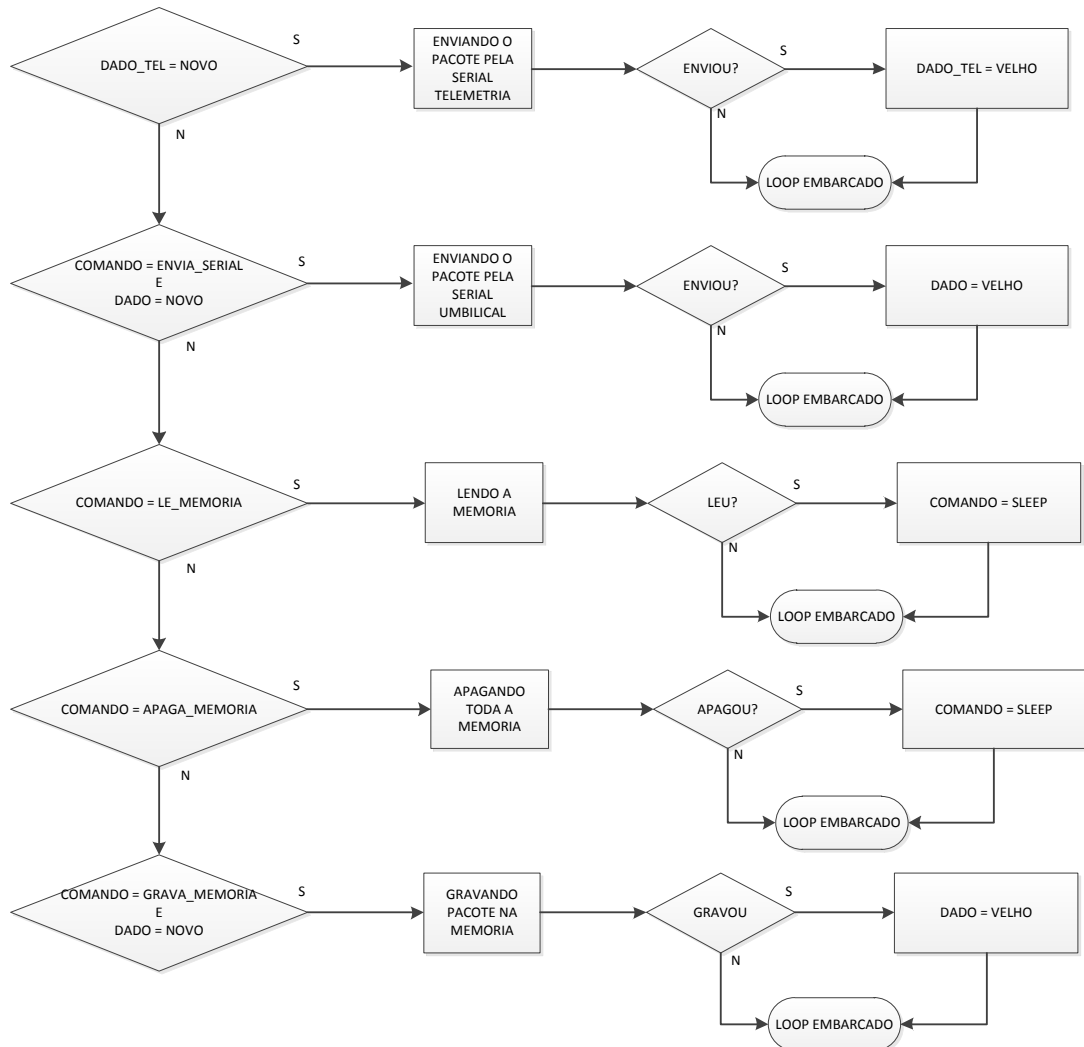 DADO_TEL = NOVO
S
N
ENVIANDO O
PACOTE PELA
SERIAL
TELEMETRIA
ENVIOU?
S
N
DADO_TEL = VELHO
LOOP EMBARCADO
COMANDO = ENVIA_SERIAL
E
DADO = NOVO
S
N
ENVIANDO O
PACOTE PELA
SERIAL
UMBILICAL
ENVIOU?
S
N
DADO = VELHO
LOOP EMBARCADO
COMANDO = LE_MEMORIA
S
N
LENDO A
MEMORIA
LEU?
S
N
COMANDO = SLEEP
LOOP EMBARCADO
COMANDO = APAGA_MEMORIA
S
N
APAGANDO
TODA A
MEMORIA
APAGOU?
S
N
COMANDO = SLEEP
LOOP EMBARCADO
COMANDO = GRAVA_MEMORIA
E
DADO = NOVO
S
GRAVANDO
PACOTE NA
MEMORIA
GRAVOU
S
N
DADO = VELHO
LOOP EMBARCADO